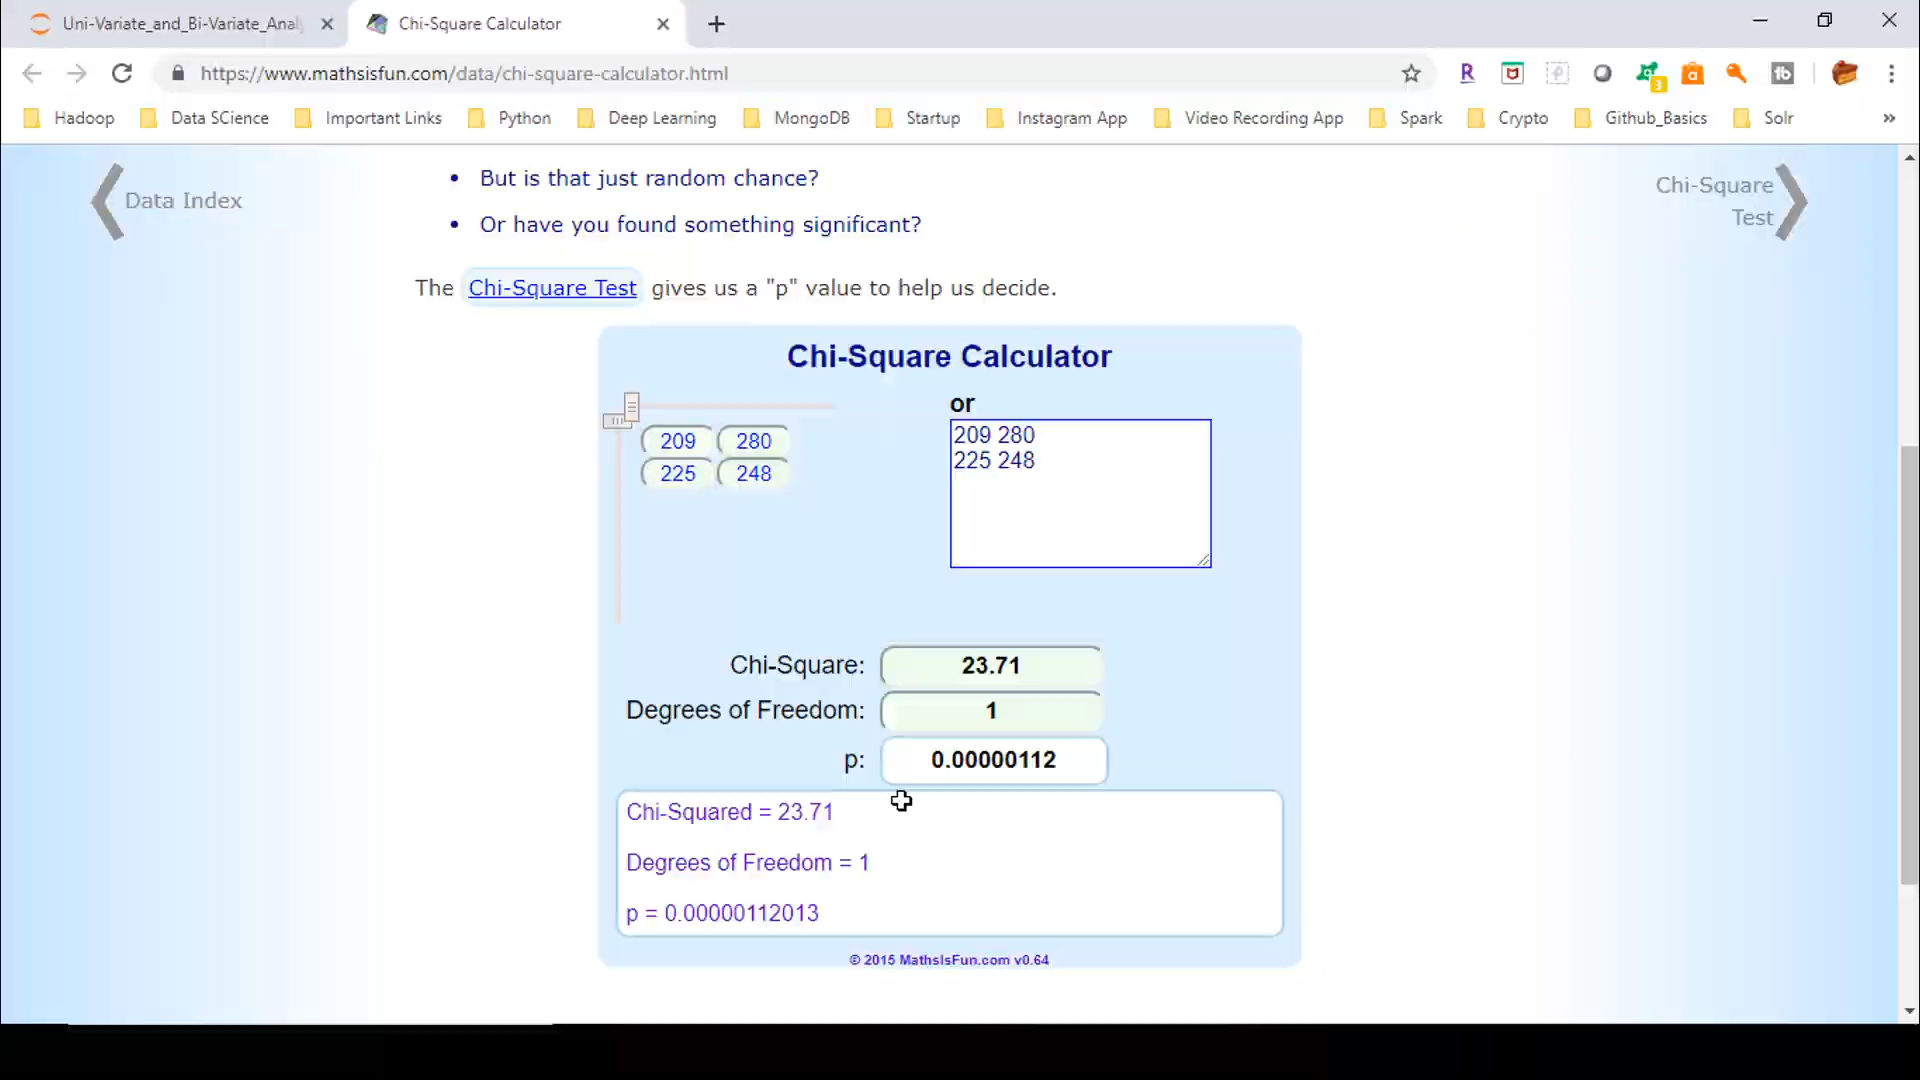 Uni-Variate_and_Bi-Variate_Anal
Chi-Square Calculator
https://www.mathsisfun.com/data/chi-square-calculator.html
3
Hadoop
Data SCience
Important Links
Python
Deep Learning
MongoDB
Startup
Instagram App
Video Recording App
Spark
Crypto
Github_Basics
Solr
»
Data Index
Chi-Square
Test
• But is that just random chance?
• Or have you found something significant?
The Chi-Square Test gives us a "p" value to help us decide.
Chi-Square Calculator
or
209 280
225 248
209 280
225 248
Chi-Square: 23.71
Degrees of Freedom: 1
p: 0.00000112
Chi-Squared = 23.71
Degrees of Freedom = 1
p = 0.00000112013
© 2015 MathsIsFun.com v0.64